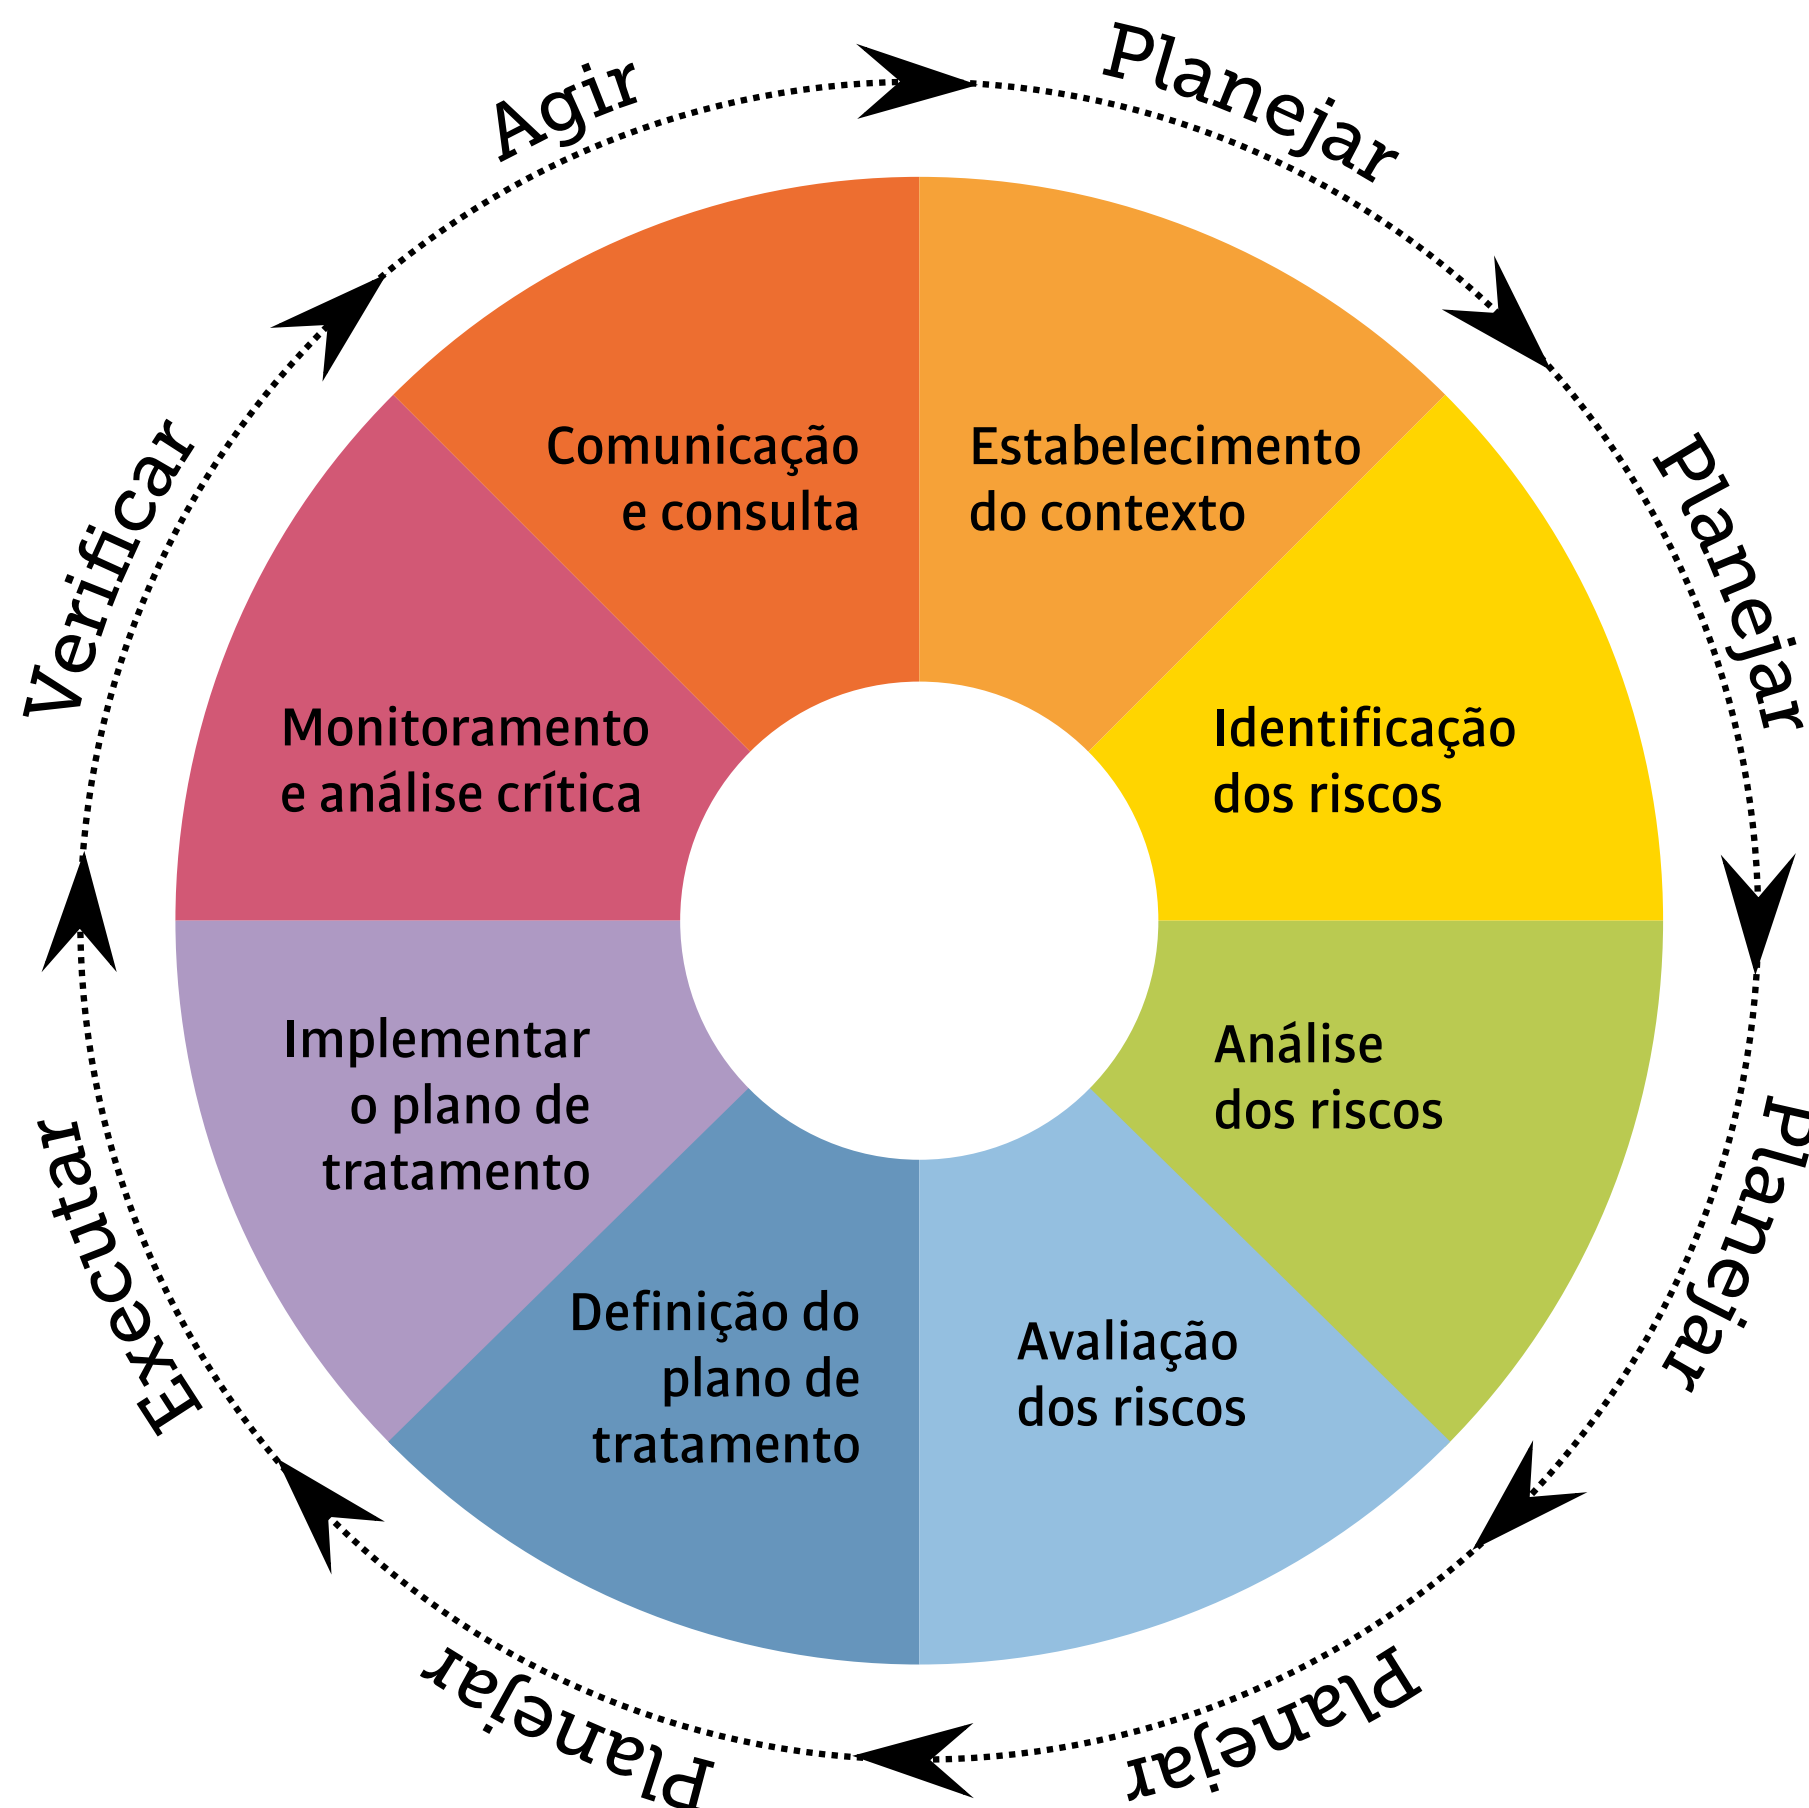 Agir
Planejar
Comunicação
e consulta
Estabelecimento
do contexto
Planejar
Identificação
dos riscos
Planejar
Análise
dos riscos
Planejar
Avaliação
dos riscos
Planejar
Definição do
plano de
tratamento
Executar
Implementar
o plano de
tratamento
Verificar
Monitoramento
e análise crítica